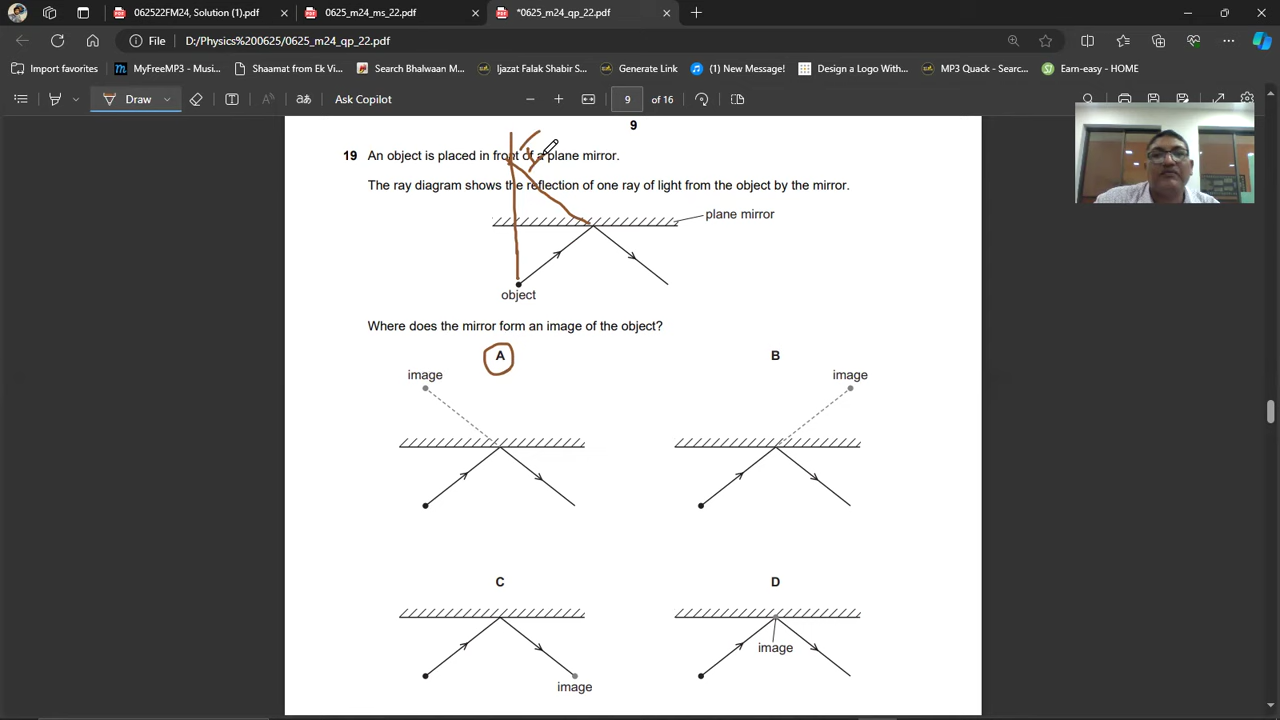 062522FM24, Solution (1).pdf
0625_m24_ms_22.pdf
*0625_m24_qp_22.pdf
File
D:/Physics%200625/0625_m24_qp_22.pdf
Import favorites
MyFreeMP3 - Musi...
Shaamat from Ek Vi...
Search Bhalwaan M...
Ijazat Falak Shabir S...
Generate Link
(1) New Message!
Design a Logo With...
MP3 Quack - Searc...
Earn-easy - HOME
Draw
Ask Copilot
9
of 16
9
19 An object is placed in front of a plane mirror.
The ray diagram shows the reflection of one ray of light from the object by the mirror.
plane mirror
object
Where does the mirror form an image of the object?
A
B
image
image
C
D
image
image